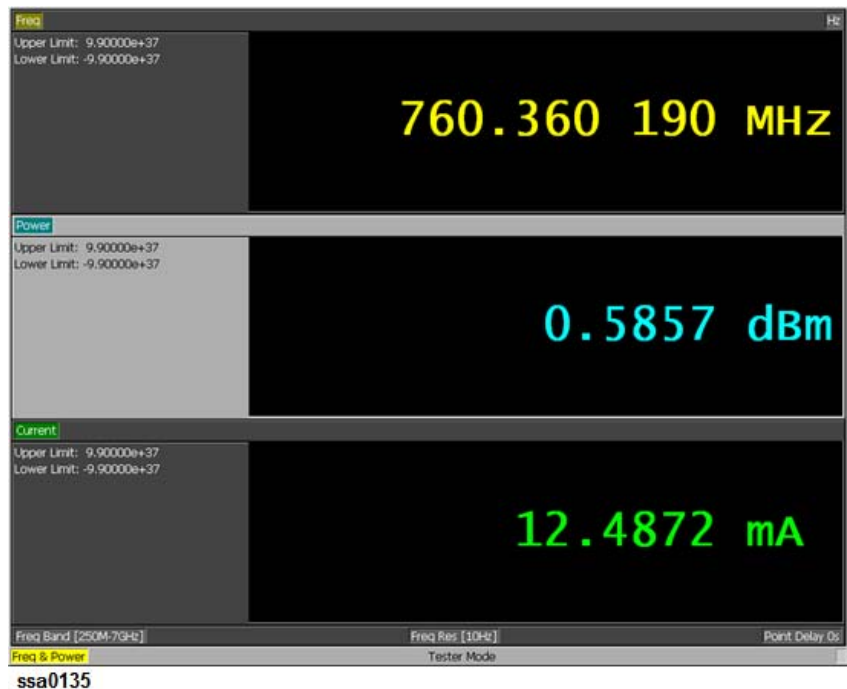 Freq Hz
Upper Limit: 9.90000e+37
Lower Limit: -9.90000e+37
760.360 190 MHz
Power
Upper Limit: 9.90000e+37
Lower Limit: -9.90000e+37
0.5857 dBm
Current
Upper Limit: 9.90000e+37
Lower Limit: -9.90000e+37
12.4872 mA
Freq Band [250M-7GHz] Freq Res [10Hz] Point Delay 0s
Freq & Power Tester Mode
ssa0135